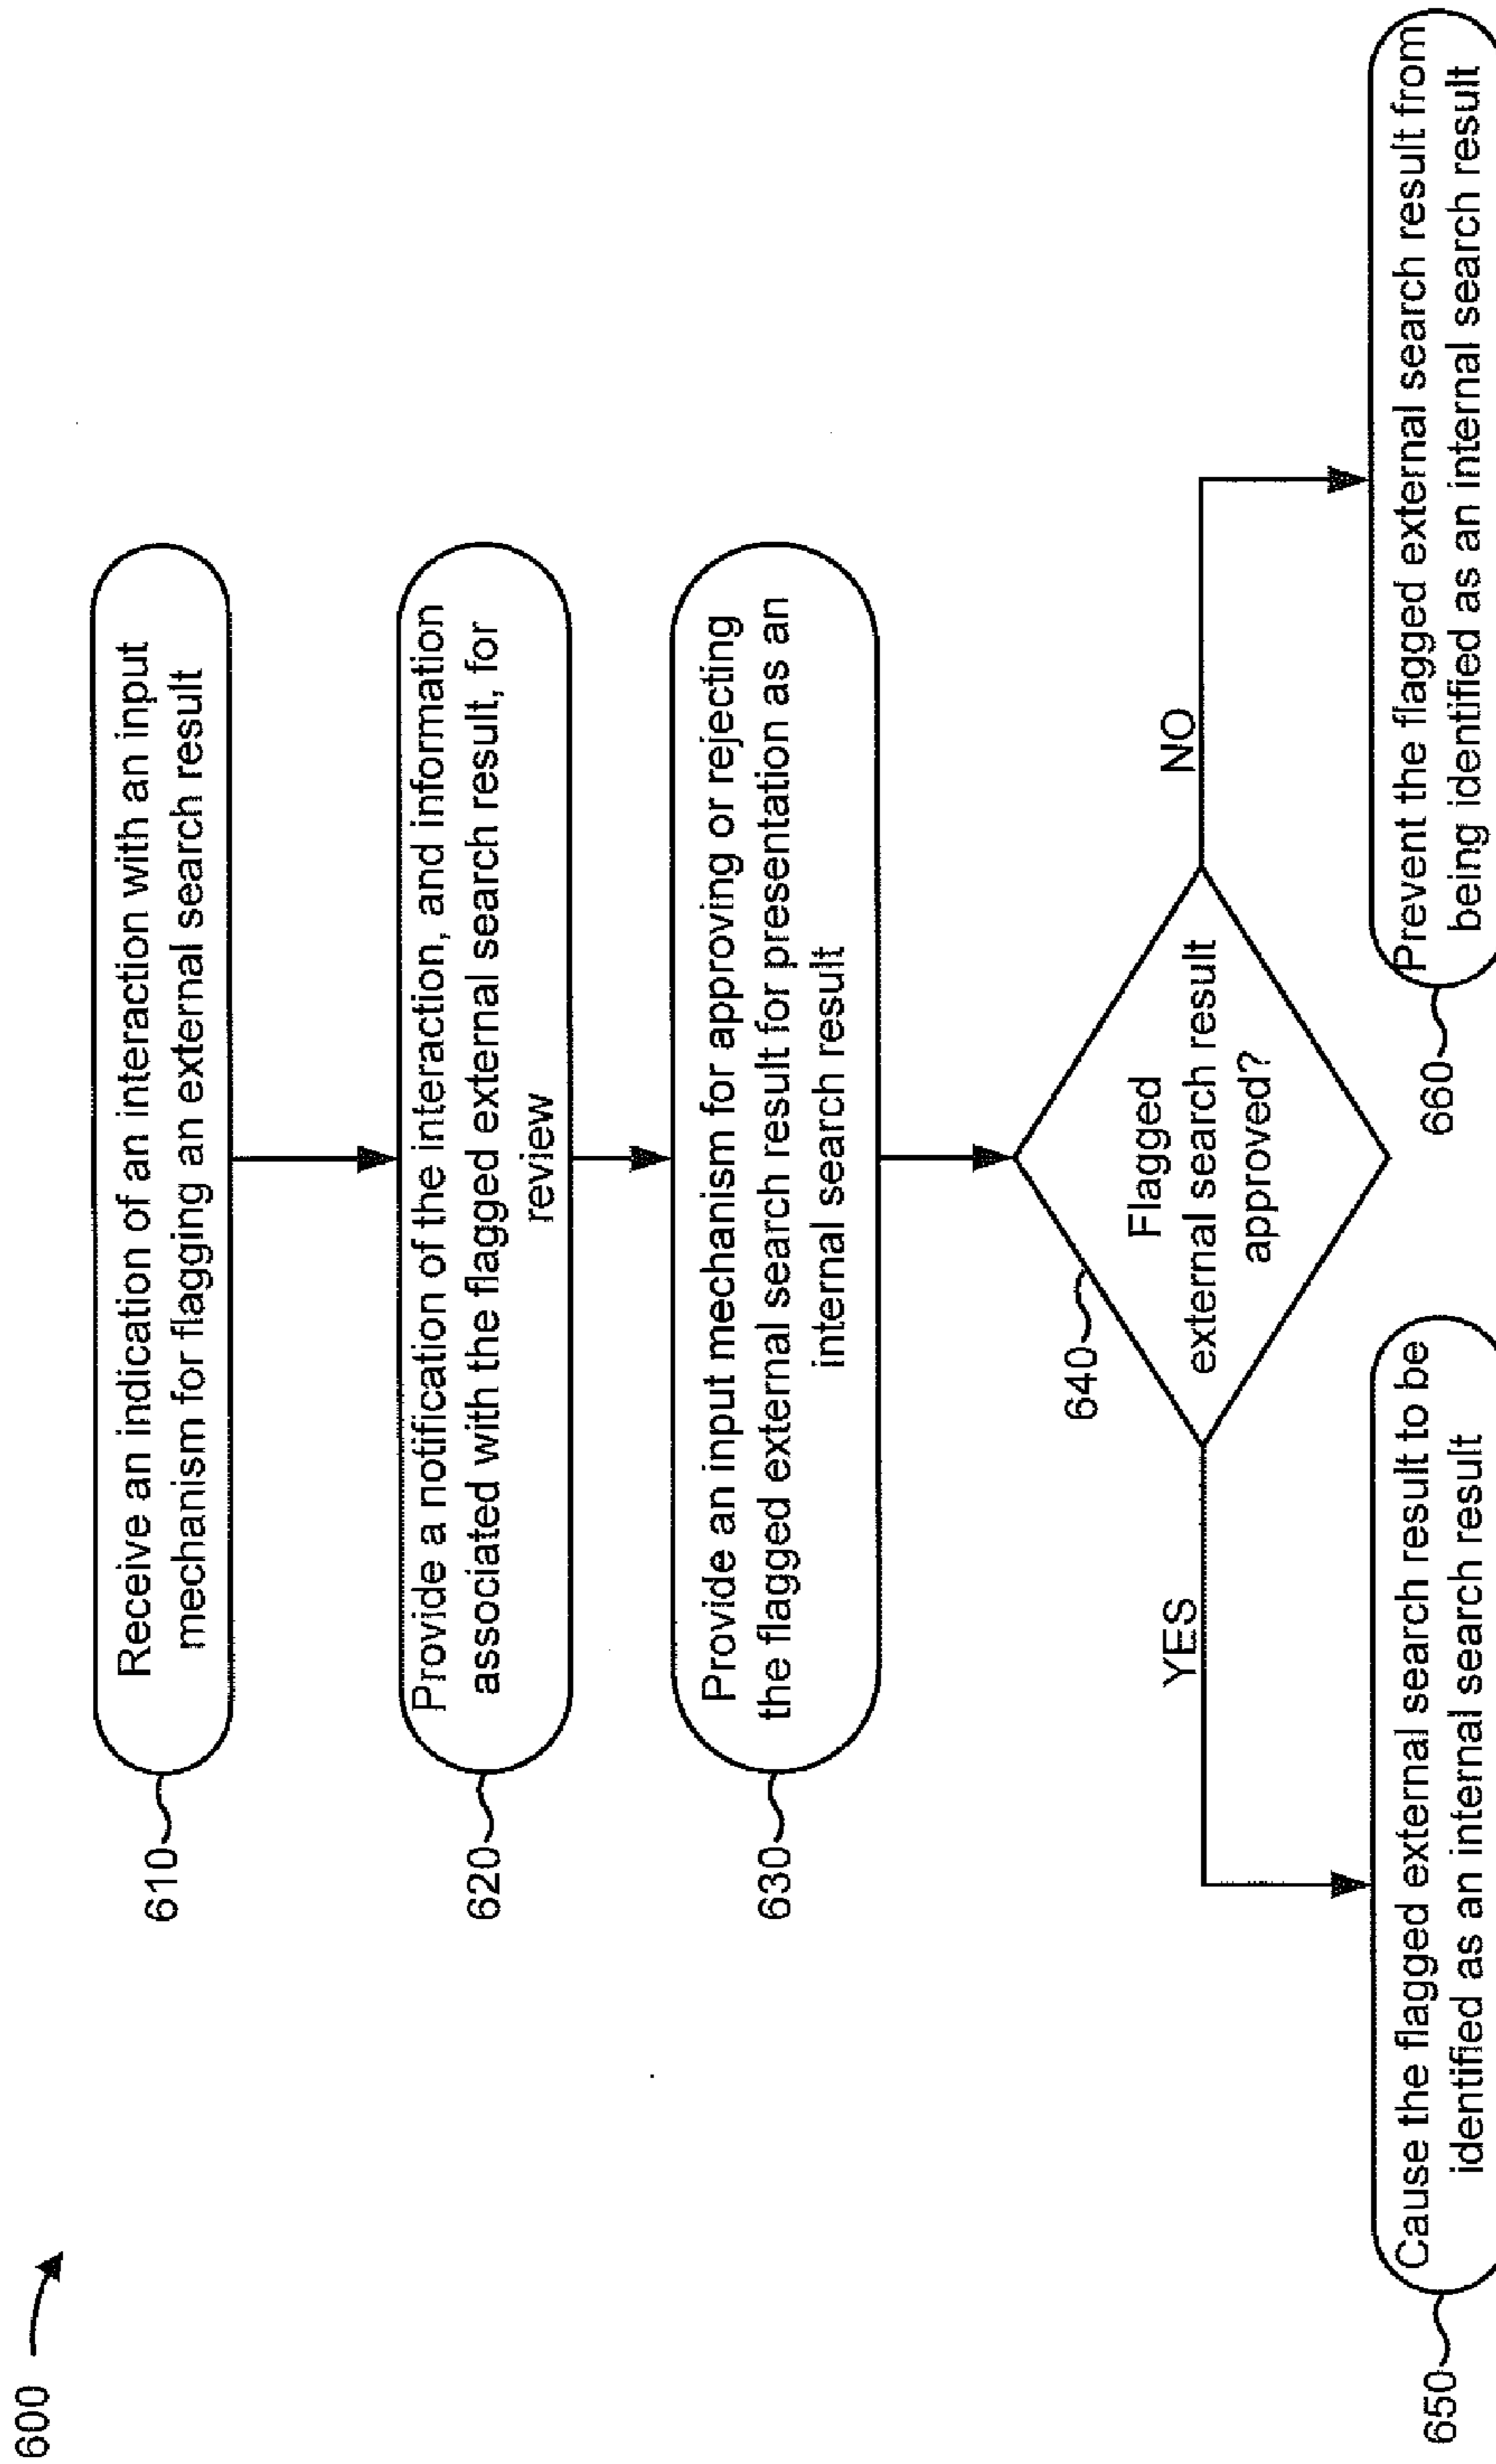 600
610
Receive an indication of an interaction with an input
mechanism for flagging an external search result
620
Provide a notification of the interaction, and information
associated with the flagged external search result, for
review
630
Provide an input mechanism for approving or rejecting
the flagged external search result for presentation as an
internal search result
640
Flagged
external search result
approved?
YES
NO
650
Cause the flagged external search result to be
identified as an internal search result
660
Prevent the flagged external search result from
being identified as an internal search result